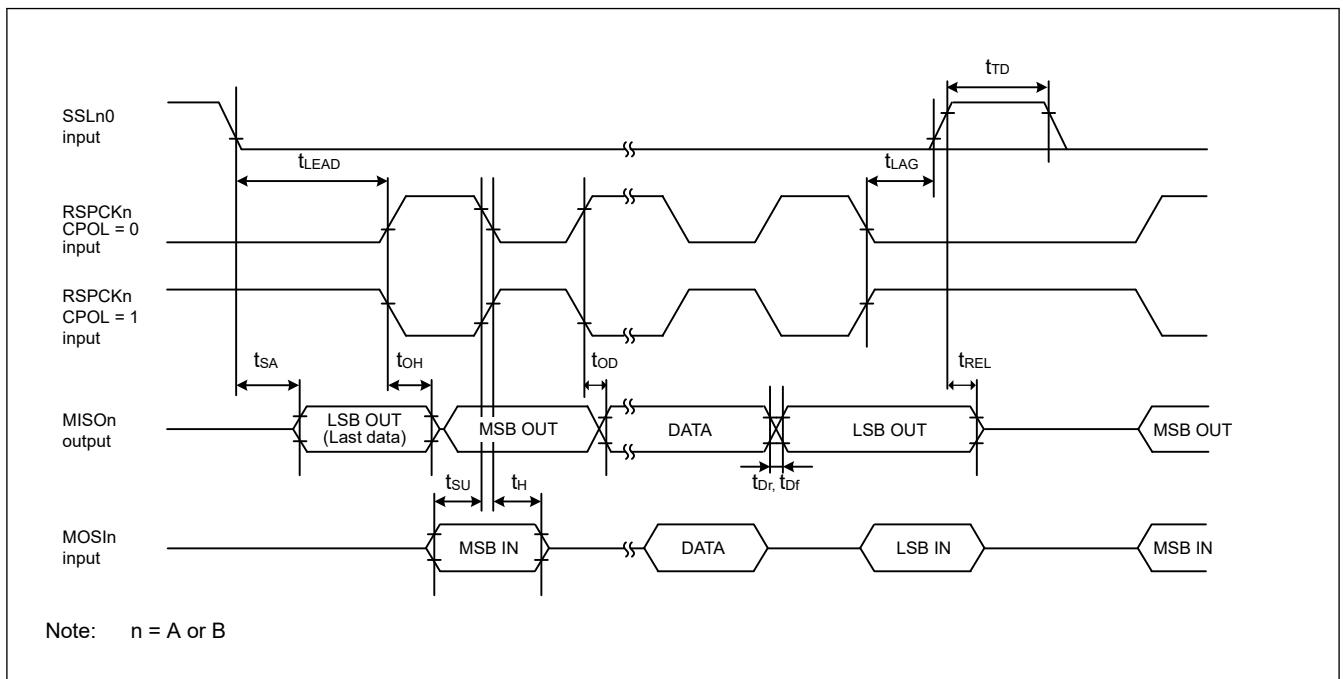 tTD
SSLn0
input
tLEAD
tLAG
RSPCKn
CPOL = 0
input
RSPCKn
CPOL = 1
input
tSA
tOH
tOD
tREL
MISOn
output
LSB OUT
(Last data)
MSB OUT
DATA
LSB OUT
MSB OUT
tSU
tH
tDr, tDf
MOSIn
input
MSB IN
DATA
LSB IN
MSB IN
Note: n = A or B